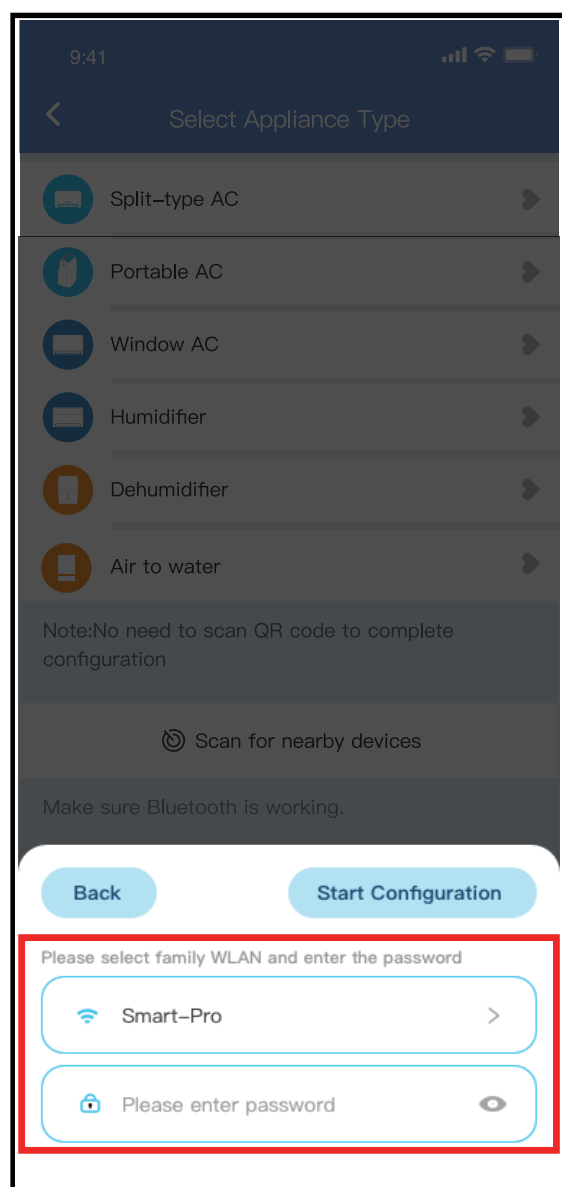 9:41
Select Appliance Type
Split-type AC
Portable AC
Window AC
Humidifier
Dehumidifier
Air to water
Note:No need to scan QR code to complete
configuration
Scan for nearby devices
Make sure Bluetooth is working.
Back
Start Configuration
Please select family WLAN and enter the password
Smart-Pro
Please enter password